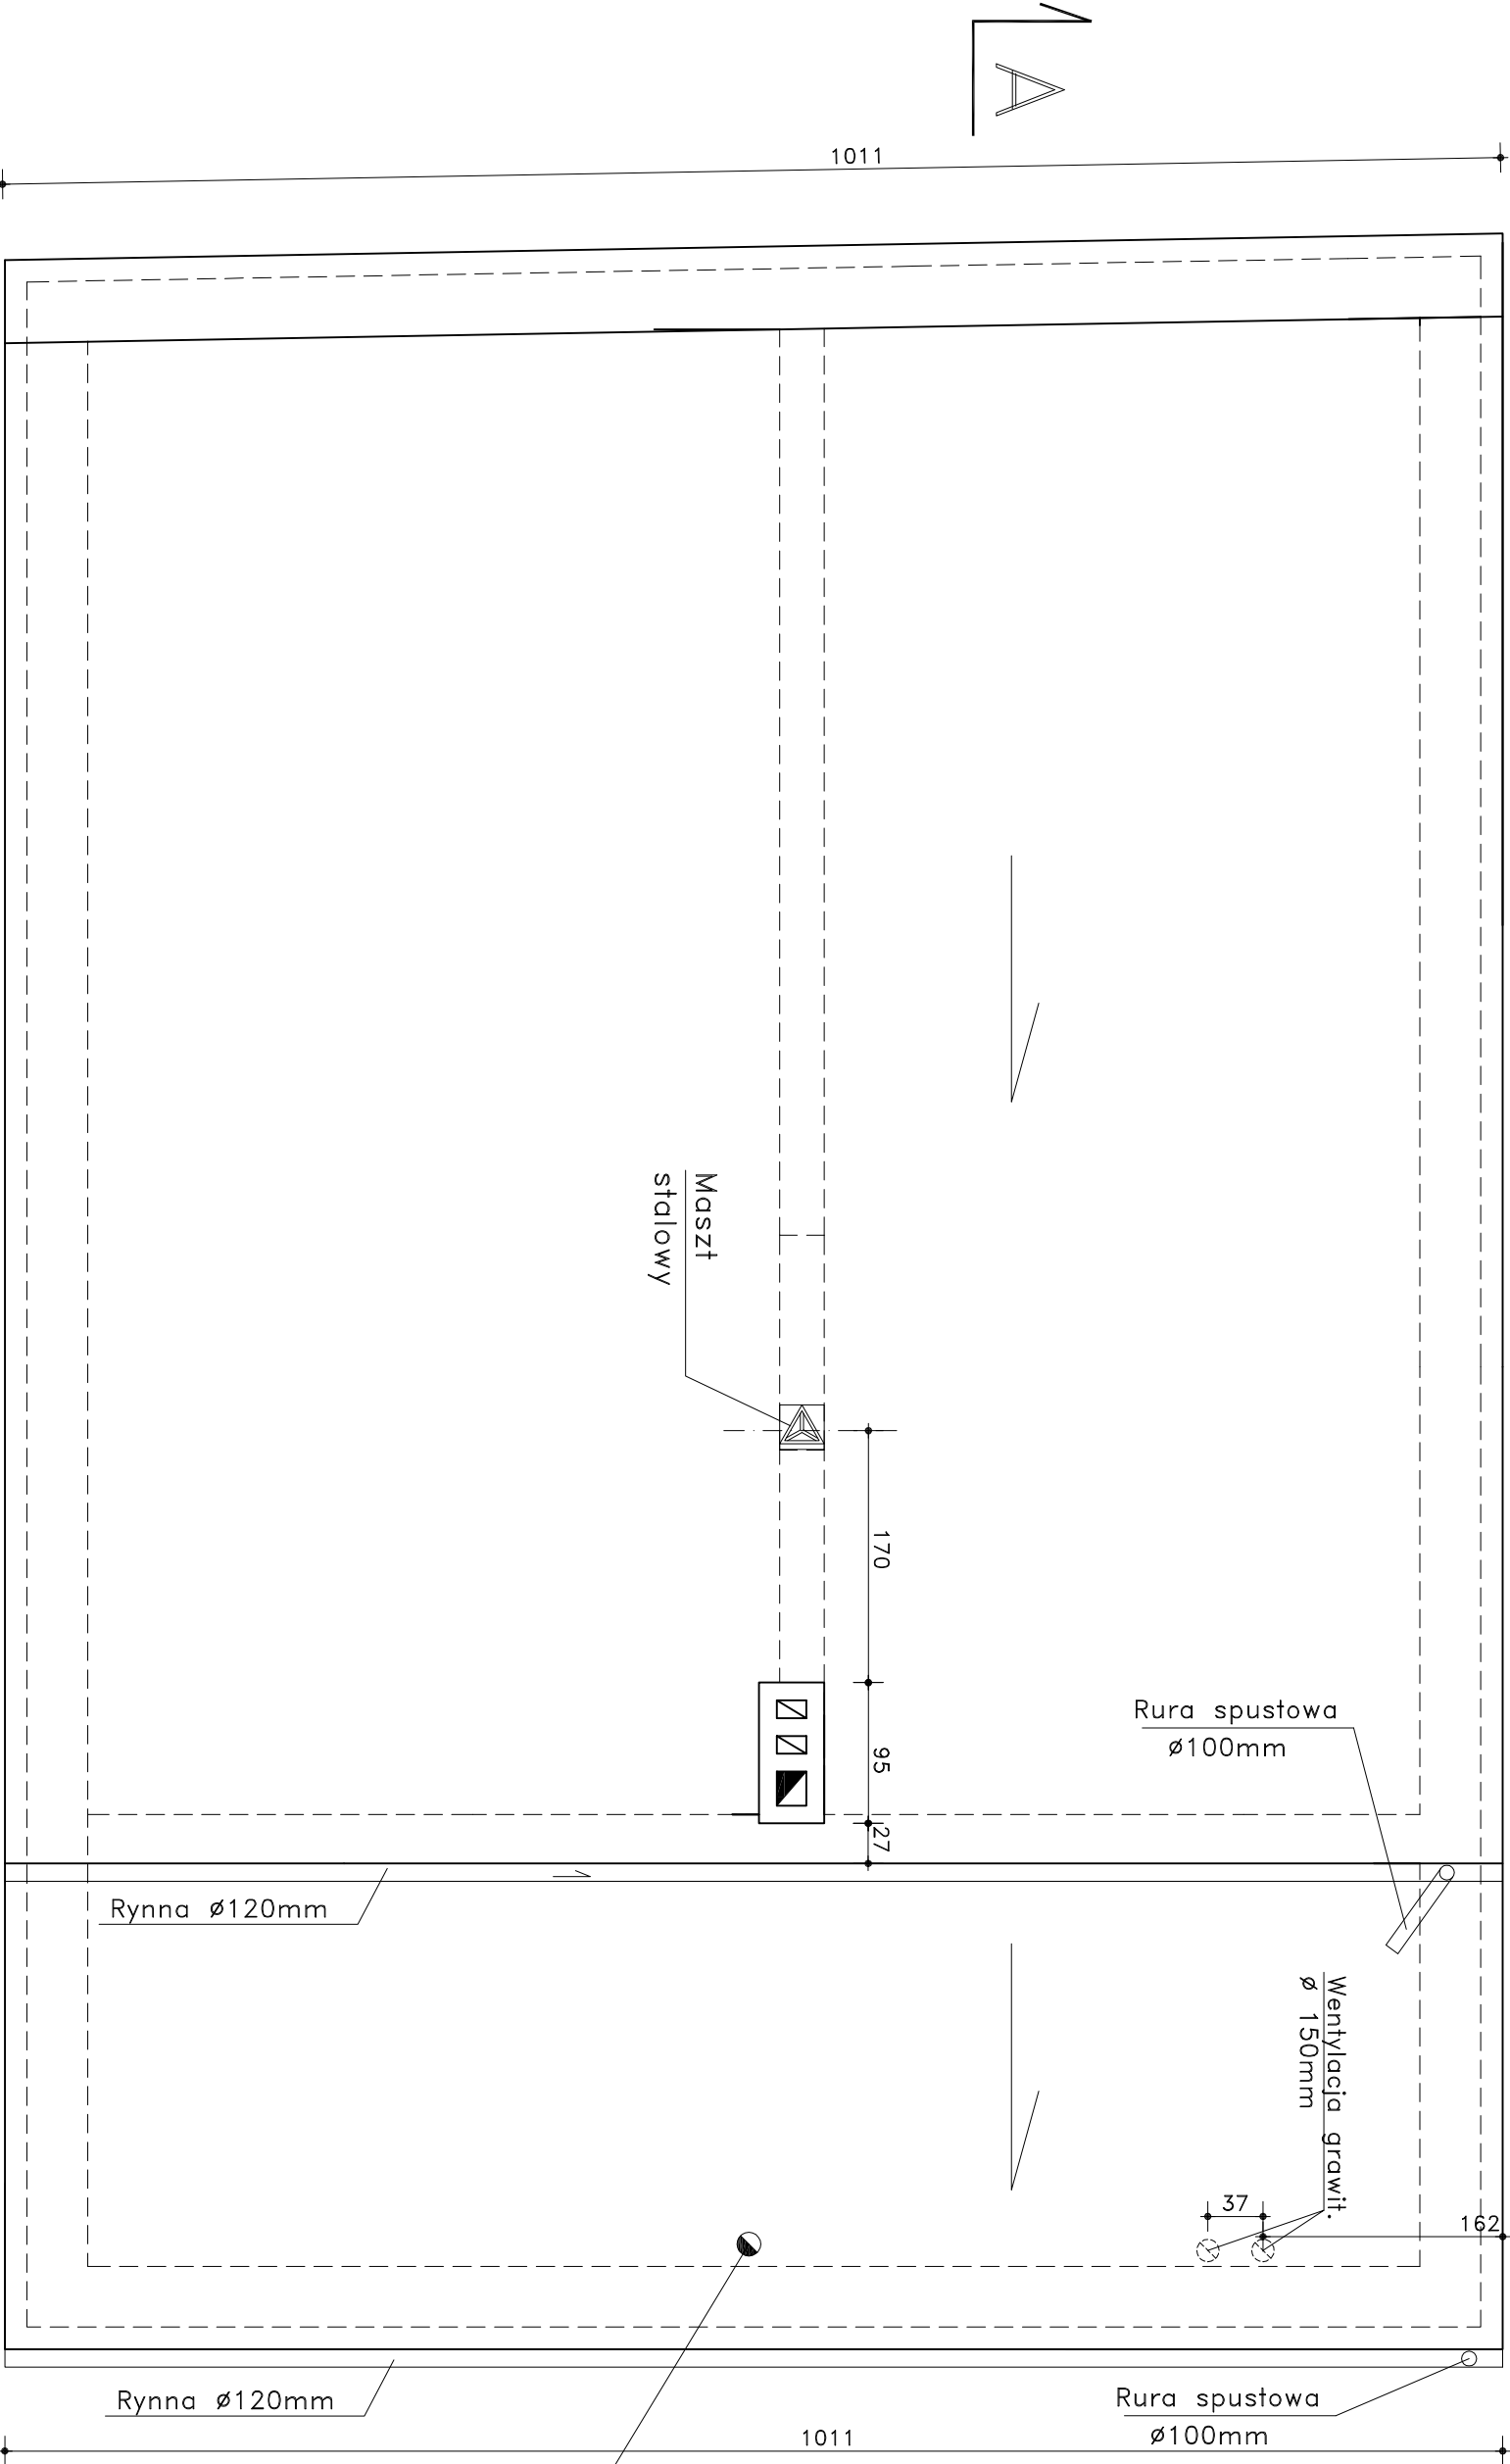 A
1011
Maszt
stalowy
170
Rura spustowa
ø100mm
95
27
Rynna ø120mm
Wentylacja grawit.
ø 150mm
37
162
Rynna ø120mm
Rura spustowa
ø100mm
1011